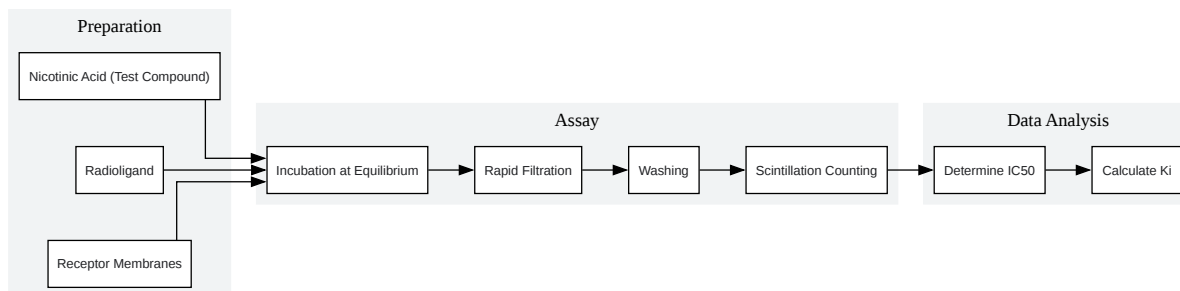 Preparation
Nicotinic Acid (Test Compound)
Radioligand
Receptor Membranes
Assay
Incubation at Equilibrium
Rapid Filtration
Washing
Scintillation Counting
Data Analysis
Determine IC50
Calculate Ki